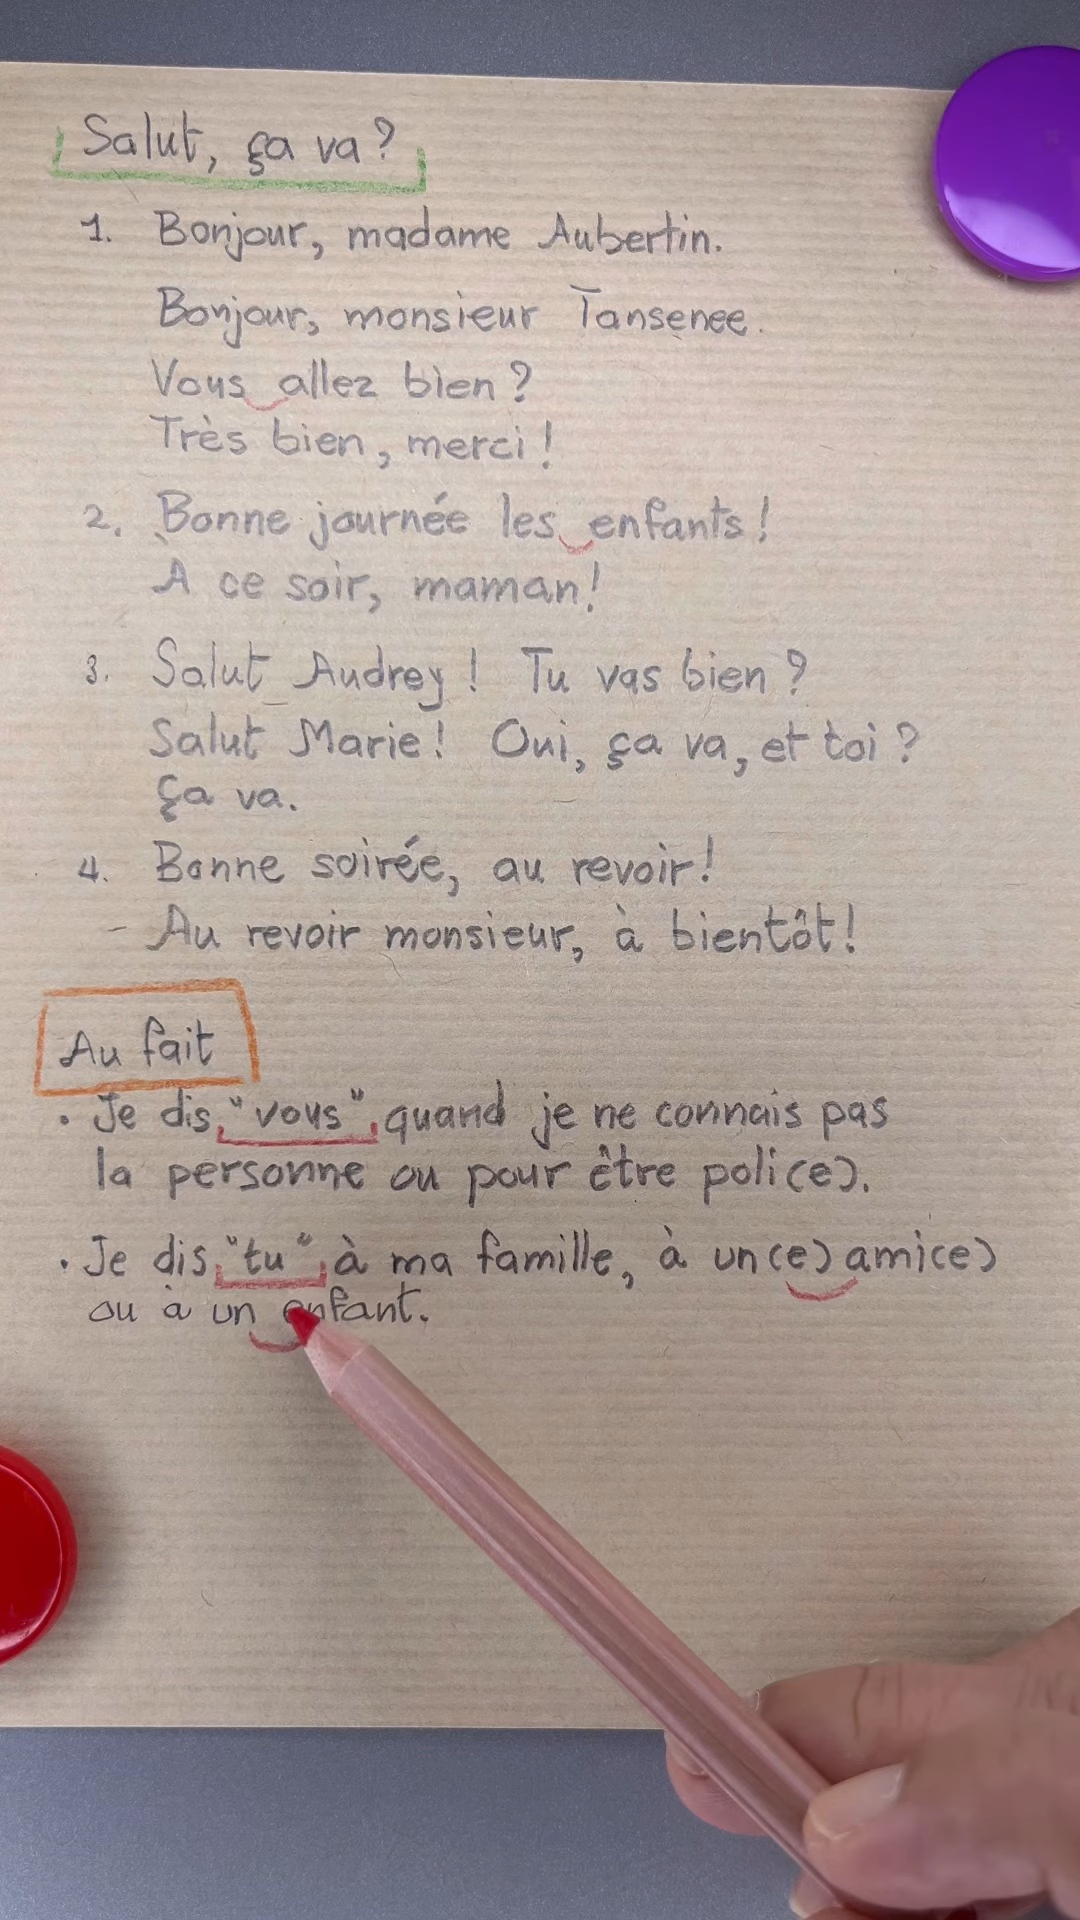 Salut, ça va ?
1. Bonjour, madame Aubertin.
Bonjour, monsieur Tansenee.
Vous allez bien ?
Très bien, merci !
2. Bonne journée les enfants !
À ce soir, maman !
3. Salut Audrey ! Tu vas bien ?
Salut Marie ! Oui, ça va, et toi ?
Ça va.
4. Bonne soirée, au revoir !
- Au revoir monsieur, à bientôt !
Au fait
• Je dis "vous" quand je ne connais pas
la personne ou pour être poli(e).
• Je dis "tu" à ma famille, à un(e) ami(e)
ou à un enfant.